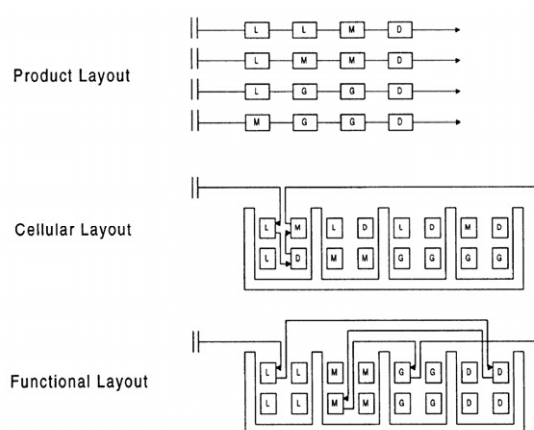 L L M D
Product Layout
L M M D
L G G D
M G G D
Cellular Layout
L M L D L D M D
L D M M G G G G
Functional Layout
L L M M G G D D
L L M M G G D D